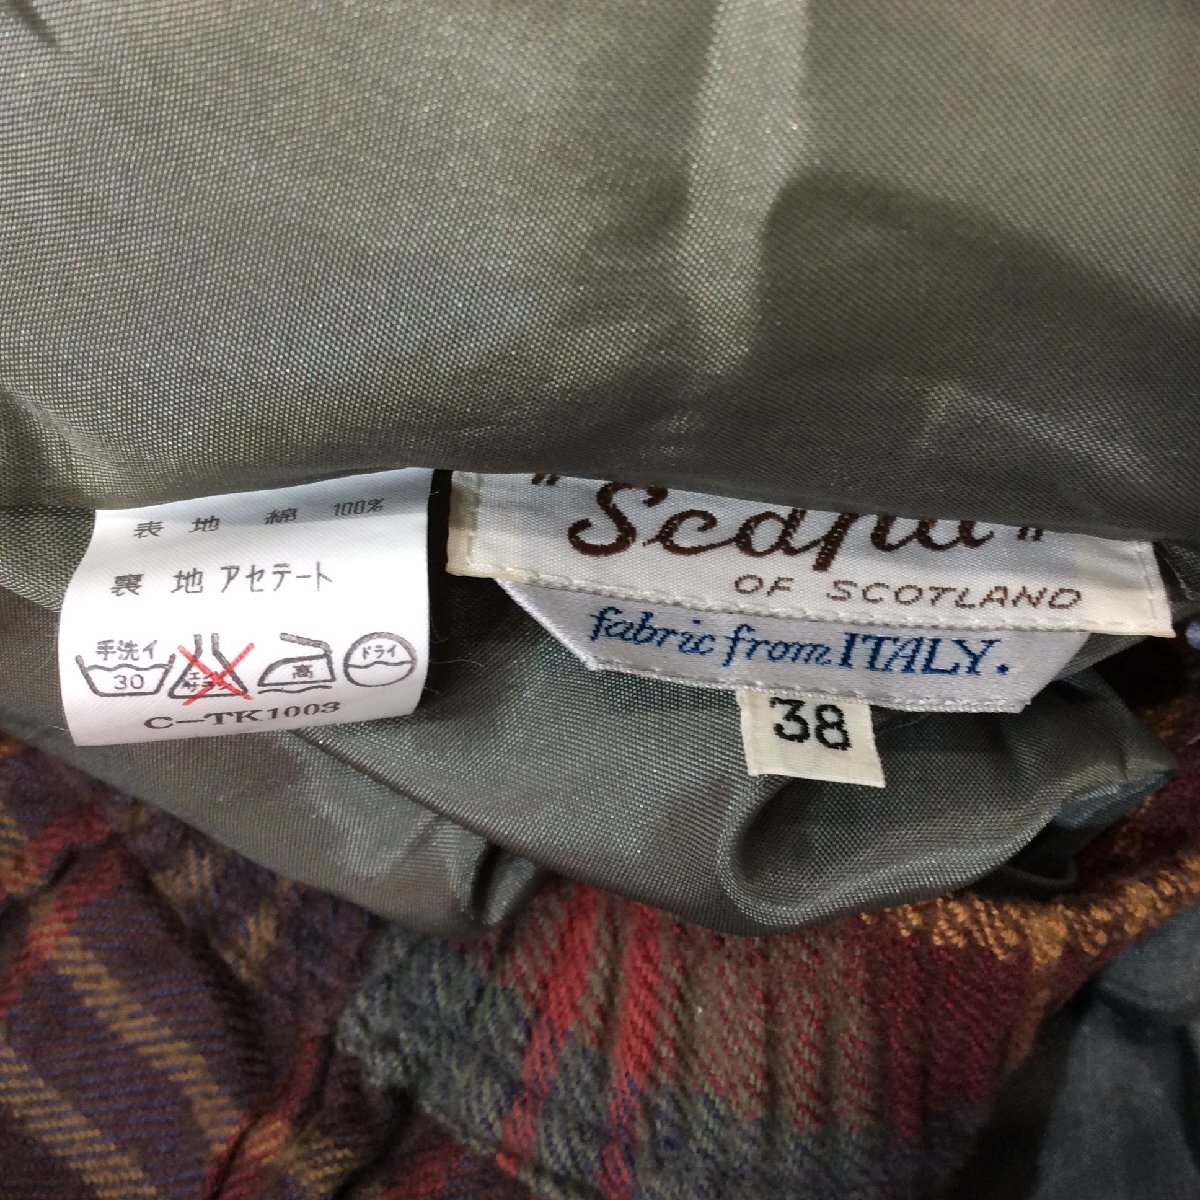 表 地 綿 100%
裏 地 アセテート
手洗イ
30
高
ドライ
C-TK1003
"Scapa"
OF SCOTLAND
fabric from ITALY.
38